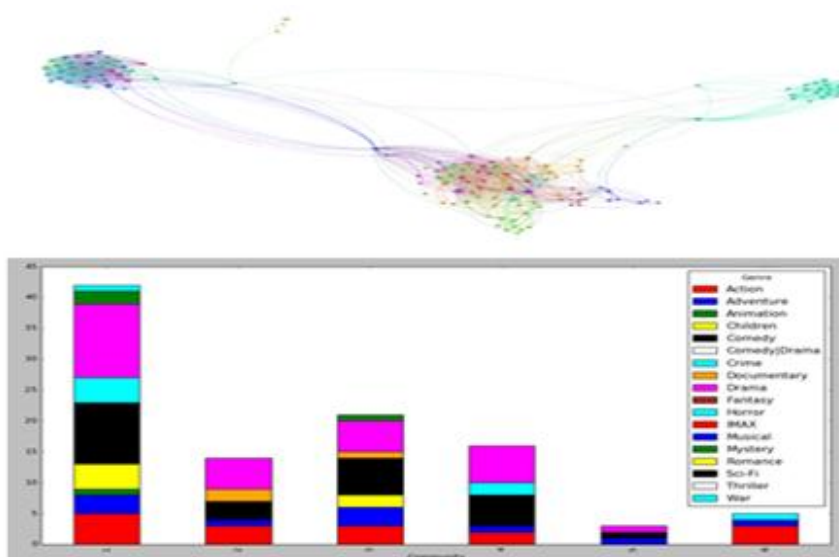 45
40
35
30
25
20
15
10
5
0
Genre
Action
Adventure
Animation
Children
Comedy
Comedy|Drama
Crime
Documentary
Drama
Fantasy
Horror
IMAX
Musical
Mystery
Romance
Sci-Fi
Thriller
War